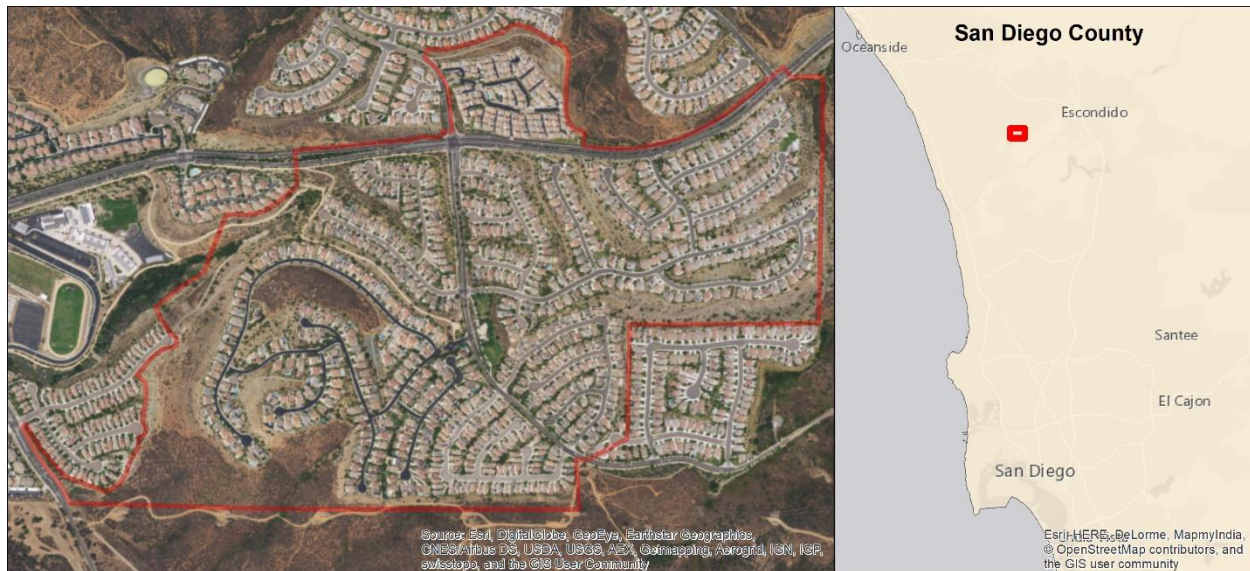 Source: Esri, DigitalGlobe, GeoEye, Earthstar Geographics,
CNES/Airbus DS, USDA, USGS, AEX, Getmapping, Aerogrid, IGN, IGP,
swisstopo, and the GIS User Community
San Diego County
Oceanside
Escondido
Santee
El Cajon
San Diego
Esri, HERE, DeLorme, MapmyIndia,
© OpenStreetMap contributors, and
the GIS user community